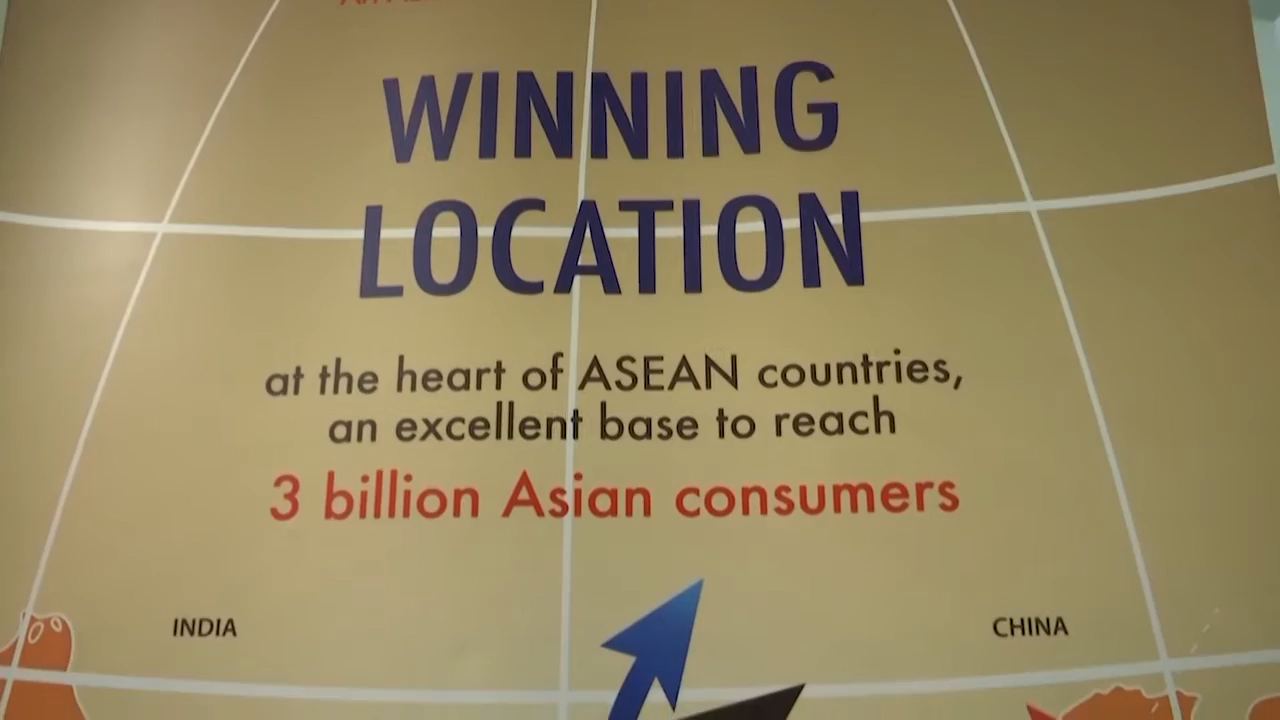 WINNING
LOCATION
at the heart of ASEAN countries,
an excellent base to reach
3 billion Asian consumers
INDIA
CHINA